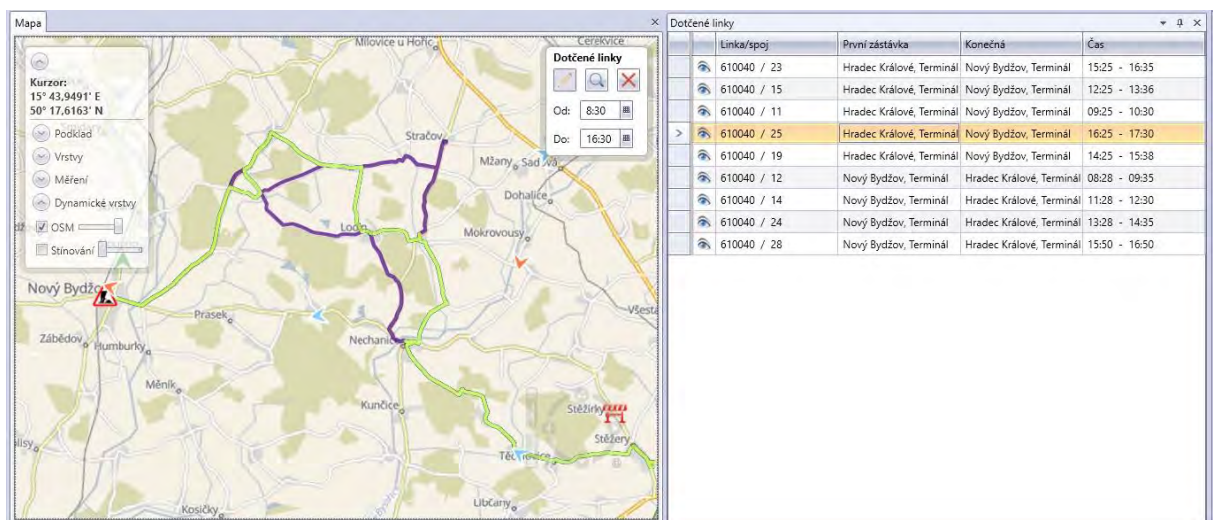 Mapa
Kurzor:
15° 43,9491' E
50° 17,6163' N
Podklad
Vrstvy
Měření
Dynamické vrstvy
OSM
Stínování
Dotčené linky
Od: 8:30
Do: 16:30
Milovice u Hořic
Cerekvice
Stračov
Mžany
Sadová
Dohalice
Mokrovousy
Nový Bydžo
Prasek
Zábědov
Humburky
Nechanic
Všesta
Měník
Kunčice
Stěžírky
Stěžery
Libčany
Kosičky
Bystřice
Dotčené linky
Linka/spoj První zástávka Konečná Čas
610040 / 23 Hradec Králové, Terminál Nový Bydžov, Terminál 15:25 - 16:35
610040 / 15 Hradec Králové, Terminál Nový Bydžov, Terminál 12:25 - 13:36
610040 / 11 Hradec Králové, Terminál Nový Bydžov, Terminál 09:25 - 10:30
610040 / 25 Hradec Králové, Terminál Nový Bydžov, Terminál 16:25 - 17:30
610040 / 19 Hradec Králové, Terminál Nový Bydžov, Terminál 14:25 - 15:38
610040 / 12 Nový Bydžov, Terminál Hradec Králové, Terminál 08:28 - 09:35
610040 / 14 Nový Bydžov, Terminál Hradec Králové, Terminál 11:28 - 12:30
610040 / 24 Nový Bydžov, Terminál Hradec Králové, Terminál 13:28 - 14:35
610040 / 28 Nový Bydžov, Terminál Hradec Králové, Terminál 15:50 - 16:50